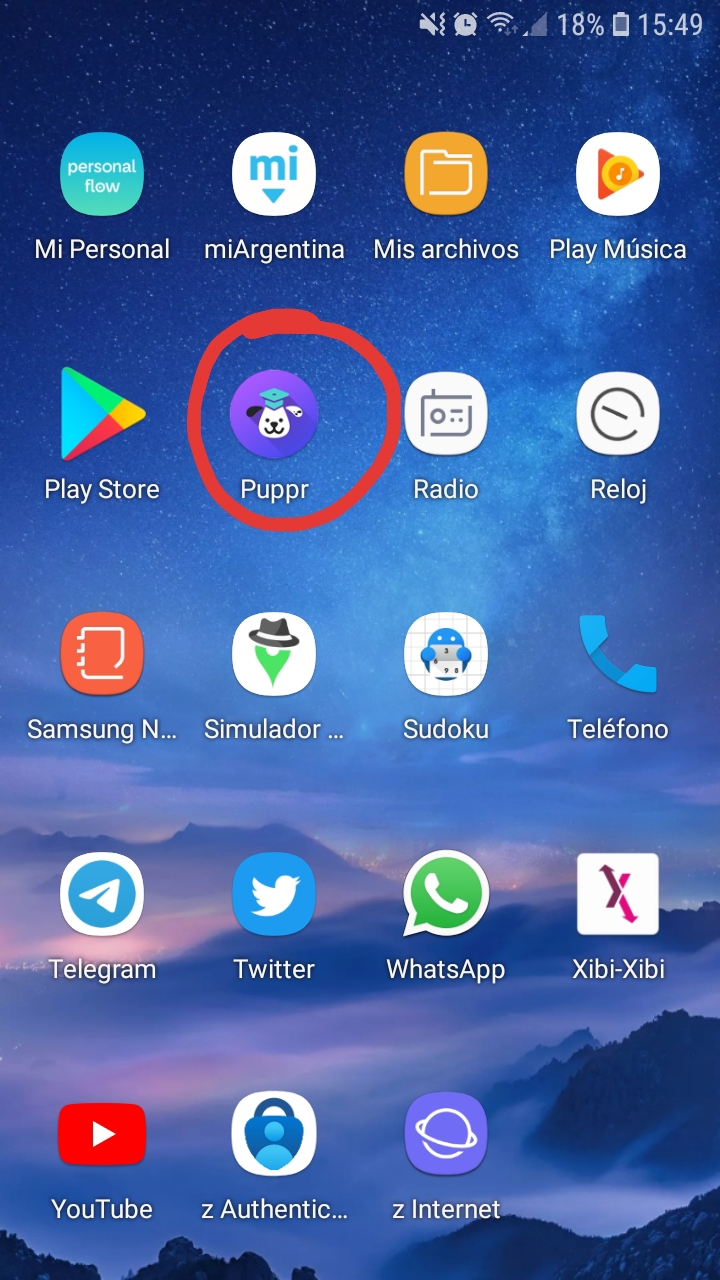 18% 15:49
personal
flow
mi
Mi Personal miArgentina Mis archivos Play Música
Play Store Puppr Radio Reloj
Samsung N... Simulador ... Sudoku Teléfono
Telegram Twitter WhatsApp Xibi-Xibi
YouTube z Authentic... z Internet